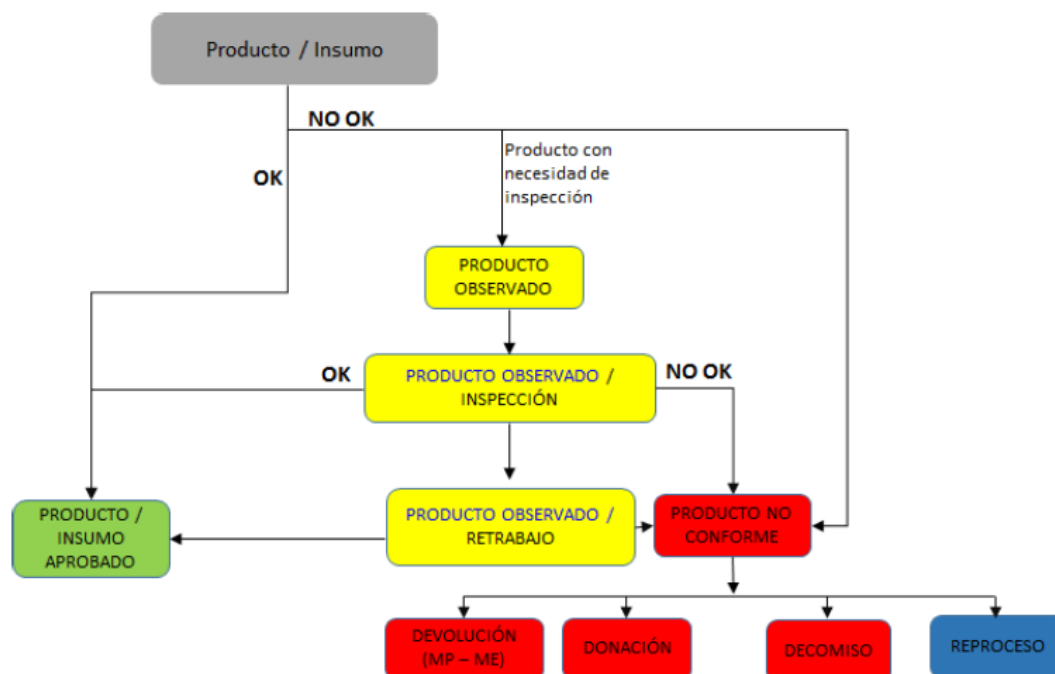 Producto / Insumo
NO OK
Producto con
necesidad de
inspección
OK
PRODUCTO
OBSERVADO
OK
PRODUCTO OBSERVADO /
INSPECCIÓN
NO OK
PRODUCTO /
INSUMO
APROBADO
PRODUCTO OBSERVADO /
RETRABAJO
PRODUCTO NO
CONFORME
DEVOLUCIÓN
(MP – ME)
DONACIÓN
DECOMISO
REPROCESO